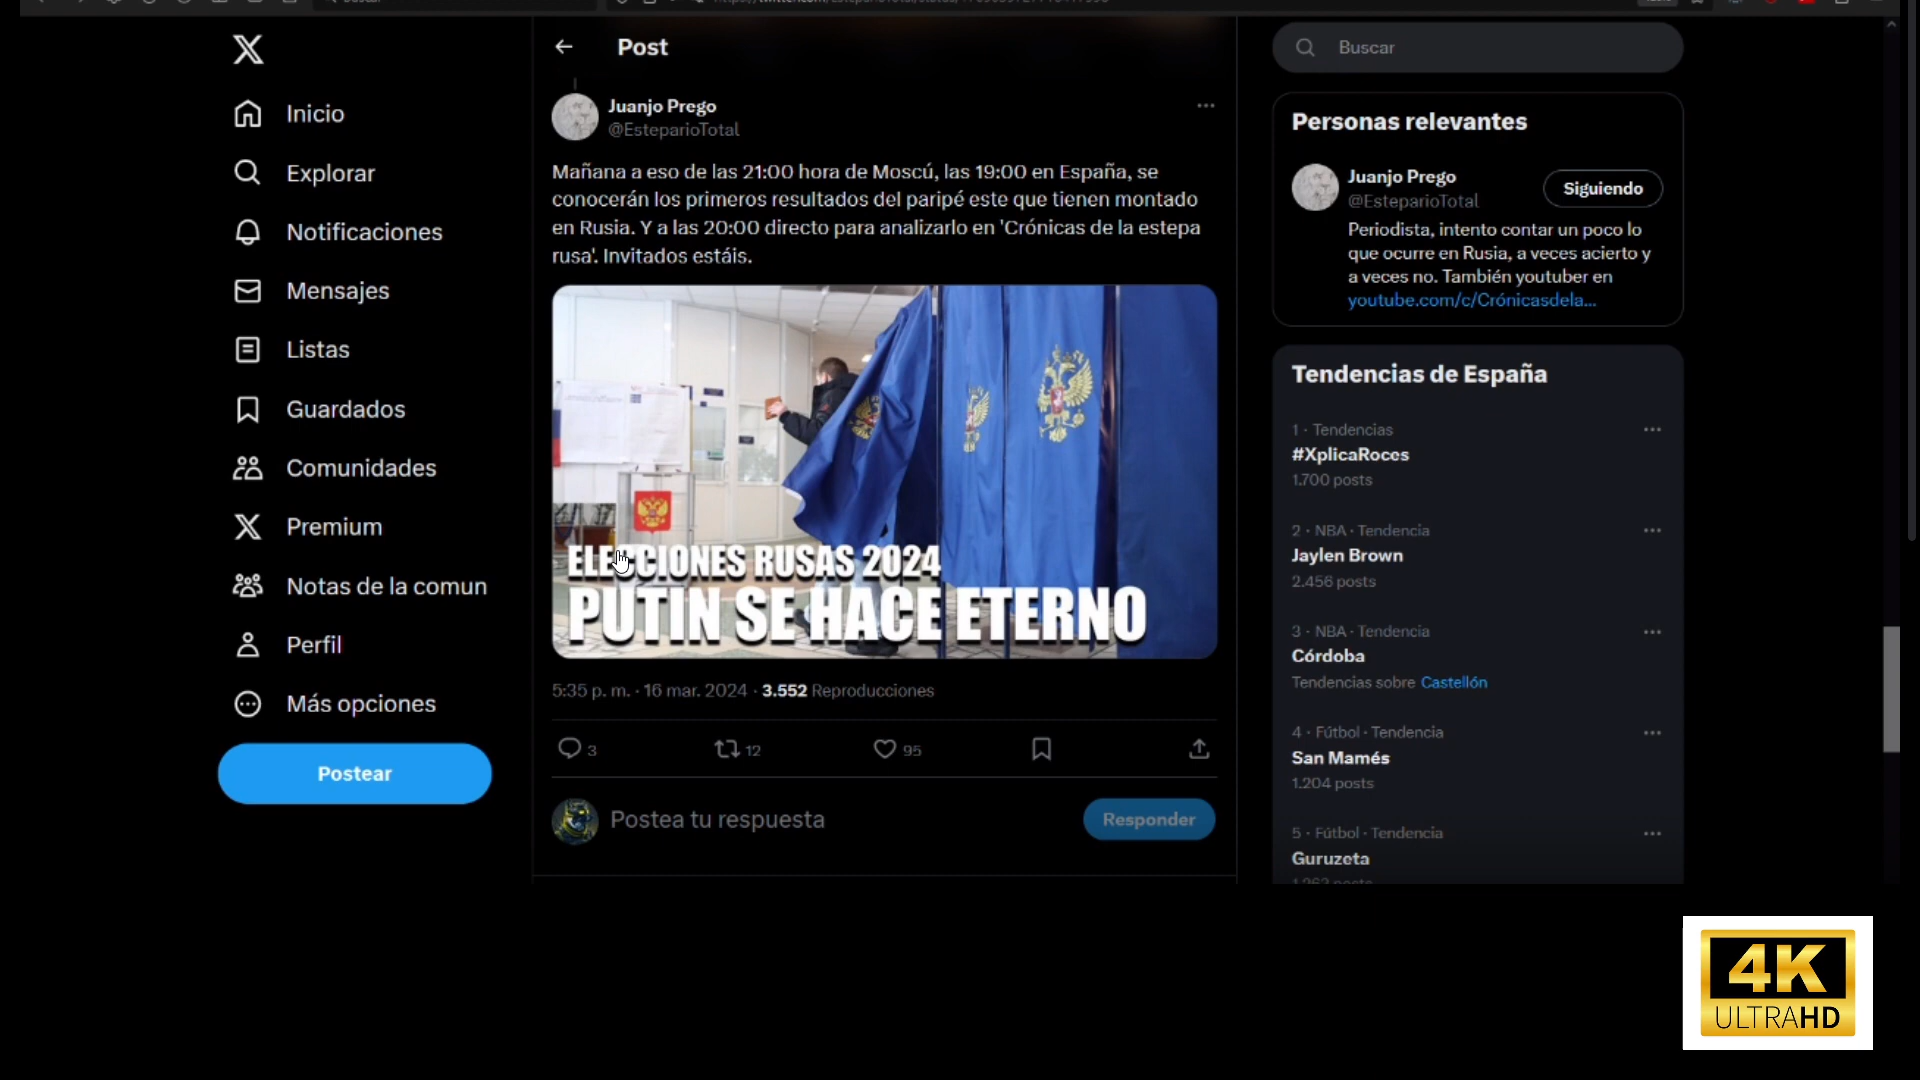 Inicio
Explorar
Notificaciones
Mensajes
Listas
Guardados
Comunidades
Premium
Notas de la comun
Perfil
Más opciones
Postear
Post
Juanjo Prego
@EsteparioTotal
Mañana a eso de las 21:00 hora de Moscú, las 19:00 en España, se
conocerán los primeros resultados del paripé este que tienen montado
en Rusia. Y a las 20:00 directo para analizarlo en 'Crónicas de la estepa
rusa'. Invitados estáis.
ELECCIONES RUSAS 2024
PUTIN SE HACE ETERNO
5:35 p. m. · 16 mar. 2024 · 3.552 Reproducciones
3
12
95
Postea tu respuesta
Responder
Buscar
Personas relevantes
Juanjo Prego
@EsteparioTotal
Siguiendo
Periodista, intento contar un poco lo
que ocurre en Rusia, a veces acierto y
a veces no. También youtuber en
youtube.com/c/Crónicasdela...
Tendencias de España
1 · Tendencias
#XplicaRoces
1.700 posts
2 · NBA · Tendencia
Jaylen Brown
2.456 posts
3 · NBA · Tendencia
Córdoba
Tendencias sobre Castellón
4 · Fútbol · Tendencia
San Mamés
1.204 posts
5 · Fútbol · Tendencia
Guruzeta
4K
ULTRAHD